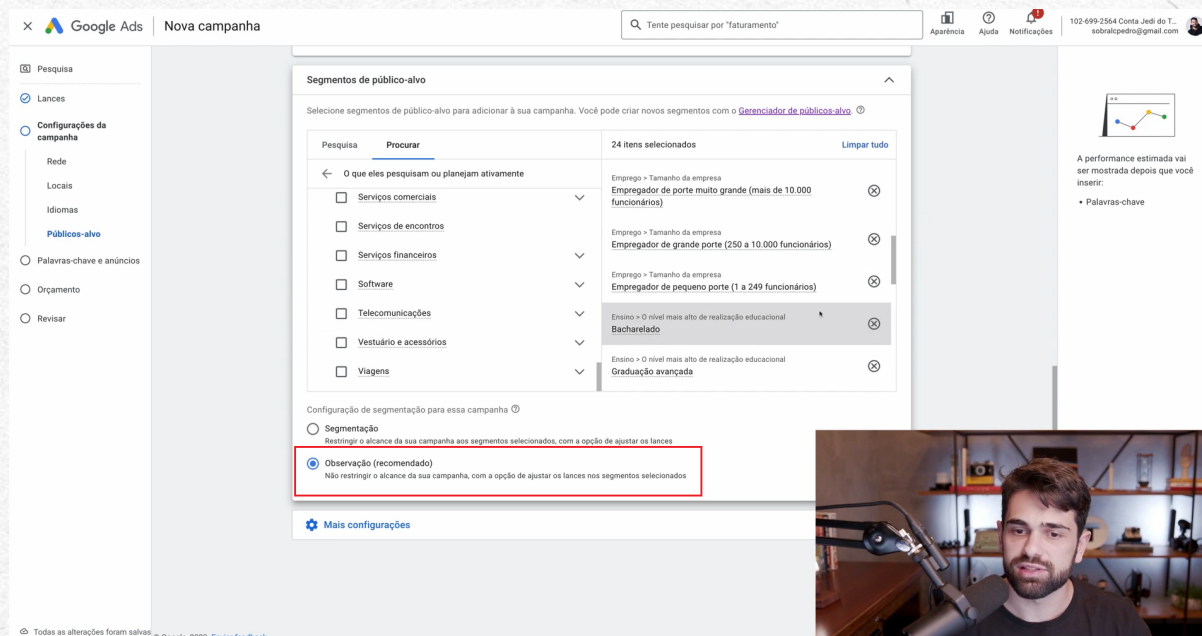 Google Ads
Nova campanha
Tente pesquisar por "faturamento"
Aparência
Ajuda
Notificações
102-699-2564 Conta Jedi do T...
sobralcpedro@gmail.com
Pesquisa
Lances
Configurações da
campanha
Rede
Locais
Idiomas
Públicos-alvo
Palavras-chave e anúncios
Orçamento
Revisar
Todas as alterações foram salvas
Segmentos de público-alvo
Selecione segmentos de público-alvo para adicionar à sua campanha. Você pode criar novos segmentos com o Gerenciador de públicos-alvo.
Pesquisa
Procurar
O que eles pesquisam ou planejam ativamente
Serviços comerciais
Serviços de encontros
Serviços financeiros
Software
Telecomunicações
Vestuário e acessórios
Viagens
24 itens selecionados
Limpar tudo
Emprego > Tamanho da empresa
Empregador de porte muito grande (mais de 10.000
funcionários)
Emprego > Tamanho da empresa
Empregador de grande porte (250 a 10.000 funcionários)
Emprego > Tamanho da empresa
Empregador de pequeno porte (1 a 249 funcionários)
Ensino > O nível mais alto de realização educacional
Bacharelado
Ensino > O nível mais alto de realização educacional
Graduação avançada
Configuração de segmentação para essa campanha
Segmentação
Restringir o alcance da sua campanha aos segmentos selecionados, com a opção de ajustar os lances
Observação (recomendado)
Não restringir o alcance da sua campanha, com a opção de ajustar os lances nos segmentos selecionados
Mais configurações
A performance estimada vai
ser mostrada depois que você
inserir:
• Palavras-chave